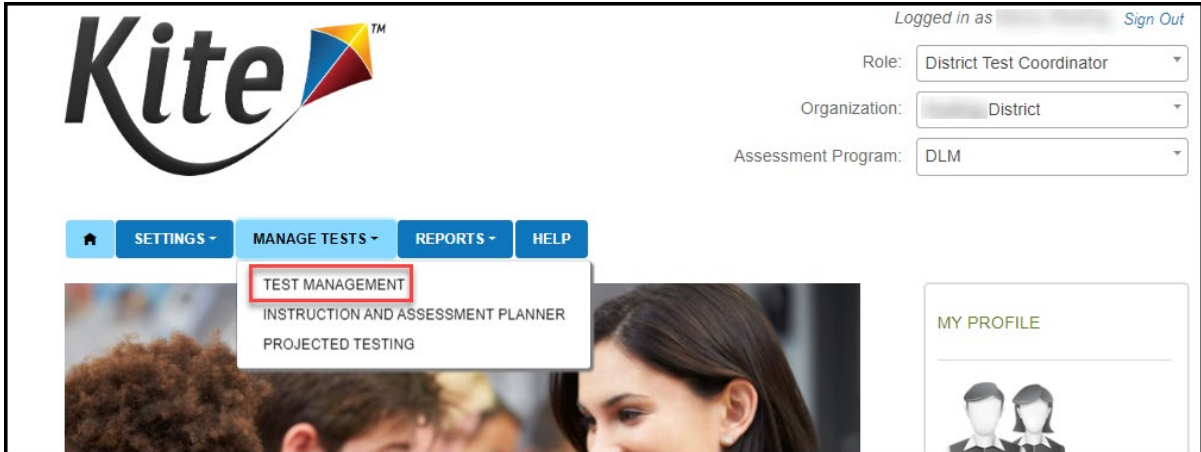 Kite TM
Logged in as Sign Out
Role: District Test Coordinator
Organization: District
Assessment Program: DLM
SETTINGS MANAGE TESTS REPORTS HELP
TEST MANAGEMENT
INSTRUCTION AND ASSESSMENT PLANNER
PROJECTED TESTING
MY PROFILE